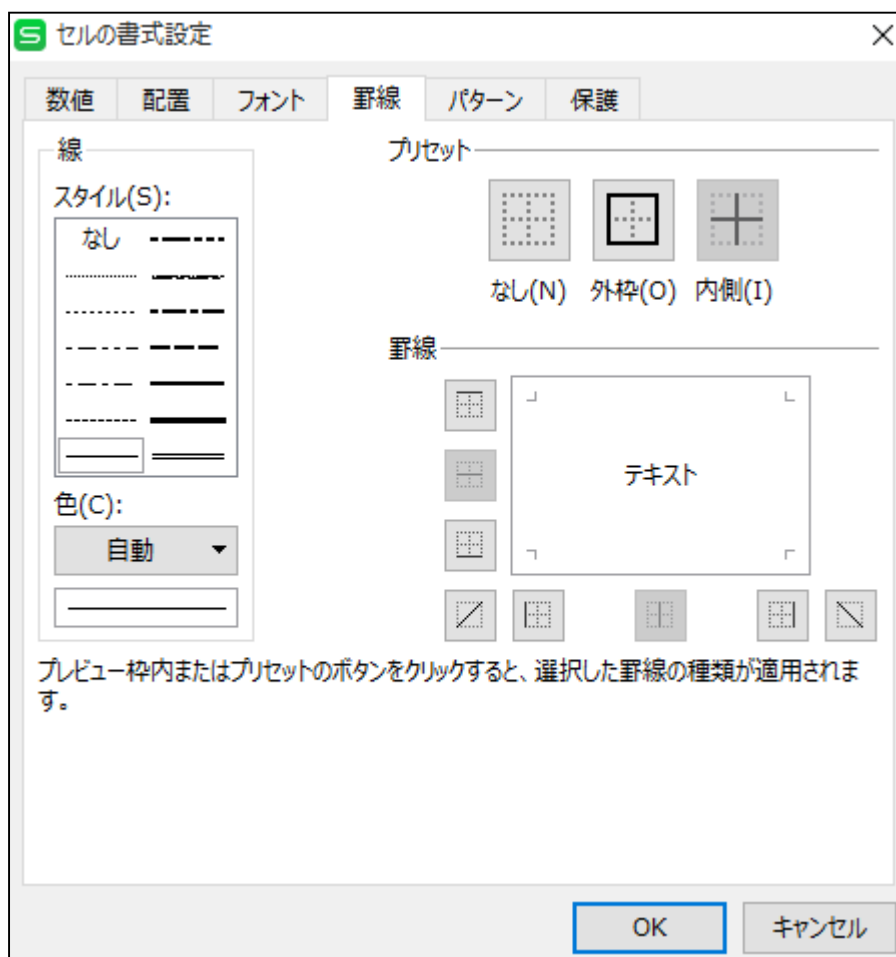 S セルの書式設定
数値 配置 フォント 罫線 パターン 保護
線
スタイル(S):
なし
色(C):
自動
プリセット
なし(N) 外枠(O) 内側(I)
罫線
テキスト
プレビュー枠内またはプリセットのボタンをクリックすると、選択した罫線の種類が適用されま
す。
OK キャンセル